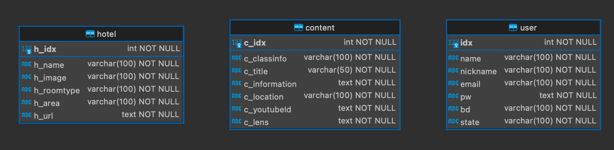 hotel
h_idx int NOT NULL
h_name varchar(100) NOT NULL
h_image varchar(100) NOT NULL
h_roomtype varchar(100) NOT NULL
h_area varchar(100) NOT NULL
h_url text NOT NULL
content
c_idx int NOT NULL
c_classinfo varchar(100) NOT NULL
c_title varchar(50) NOT NULL
c_information text NOT NULL
c_location varchar(100) NOT NULL
c_youtubeId text NOT NULL
c_lens text NOT NULL
user
idx int NOT NULL
name varchar(100) NOT NULL
nickname varchar(100) NOT NULL
email varchar(100) NOT NULL
pw text NOT NULL
bd varchar(100) NOT NULL
state varchar(100) NOT NULL